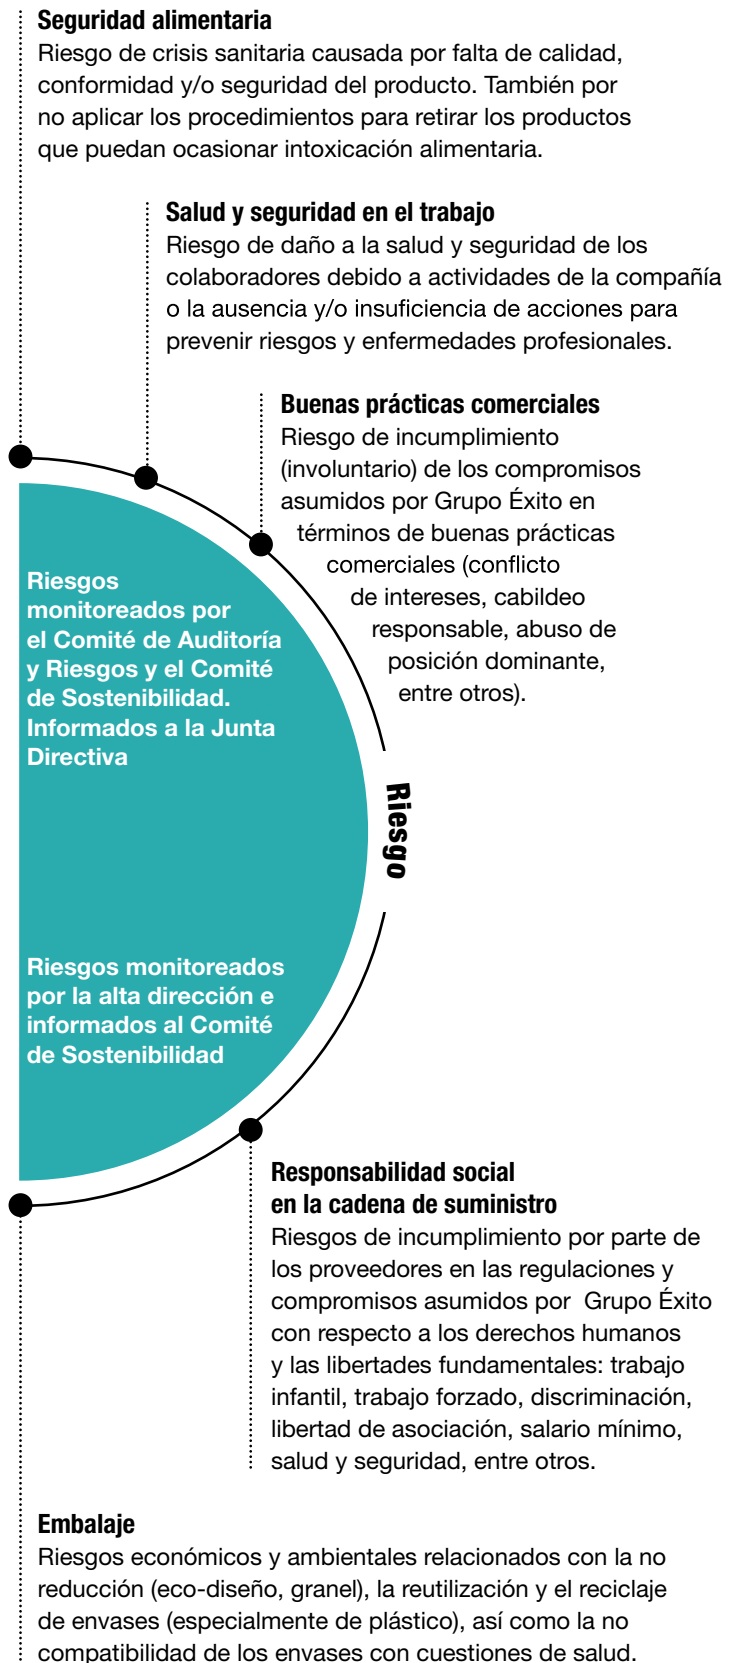 Seguridad alimentaria
Riesgo de crisis sanitaria causada por falta de calidad,
conformidad y/o seguridad del producto. También por
no aplicar los procedimientos para retirar los productos
que puedan ocasionar intoxicación alimentaria.
Salud y seguridad en el trabajo
Riesgo de daño a la salud y seguridad de los
colaboradores debido a actividades de la compañía
o la ausencia y/o insuficiencia de acciones para
prevenir riesgos y enfermedades profesionales.
Buenas prácticas comerciales
Riesgo de incumplimiento
(involuntario) de los compromisos
asumidos por Grupo Éxito en
términos de buenas prácticas
comerciales (conflicto
de intereses, cabildeo
responsable, abuso de
posición dominante,
entre otros).
Riesgos
monitoreados por
el Comité de Auditoría
y Riesgos y el Comité
de Sostenibilidad.
Informados a la Junta
Directiva
Riesgo
Riesgos monitoreados
por la alta dirección e
informados al Comité
de Sostenibilidad
Responsabilidad social
en la cadena de suministro
Riesgos de incumplimiento por parte de
los proveedores en las regulaciones y
compromisos asumidos por  Grupo Éxito
con respecto a los derechos humanos
y las libertades fundamentales: trabajo
infantil, trabajo forzado, discriminación,
libertad de asociación, salario mínimo,
salud y seguridad, entre otros.
Embalaje
Riesgos económicos y ambientales relacionados con la no
reducción (eco-diseño, granel), la reutilización y el reciclaje
de envases (especialmente de plástico), así como la no
compatibilidad de los envases con cuestiones de salud.